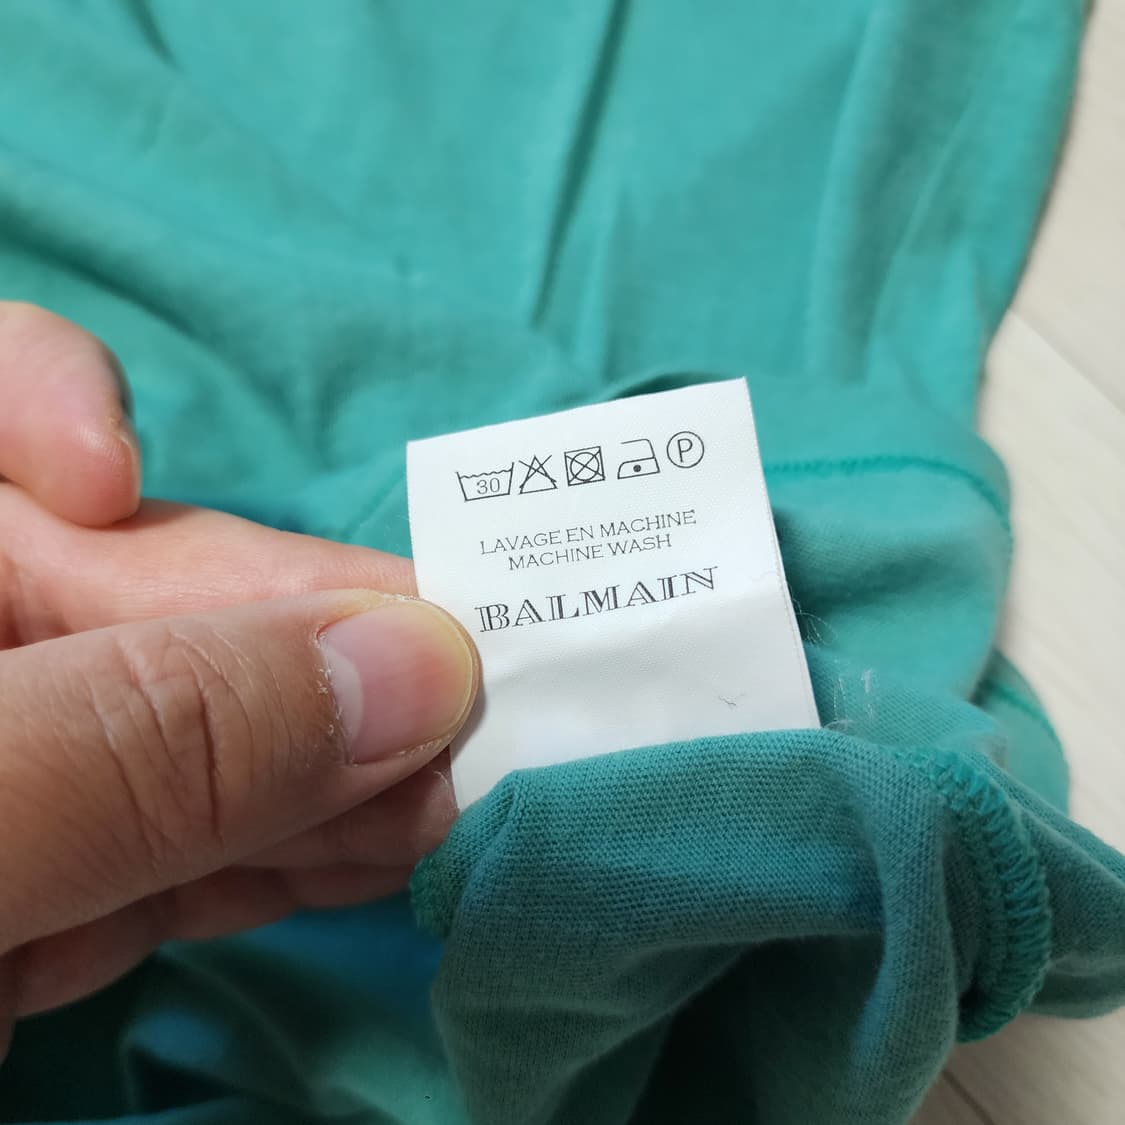 30 P
LAVAGE EN MACHINE
MACHINE WASH
BALMAIN